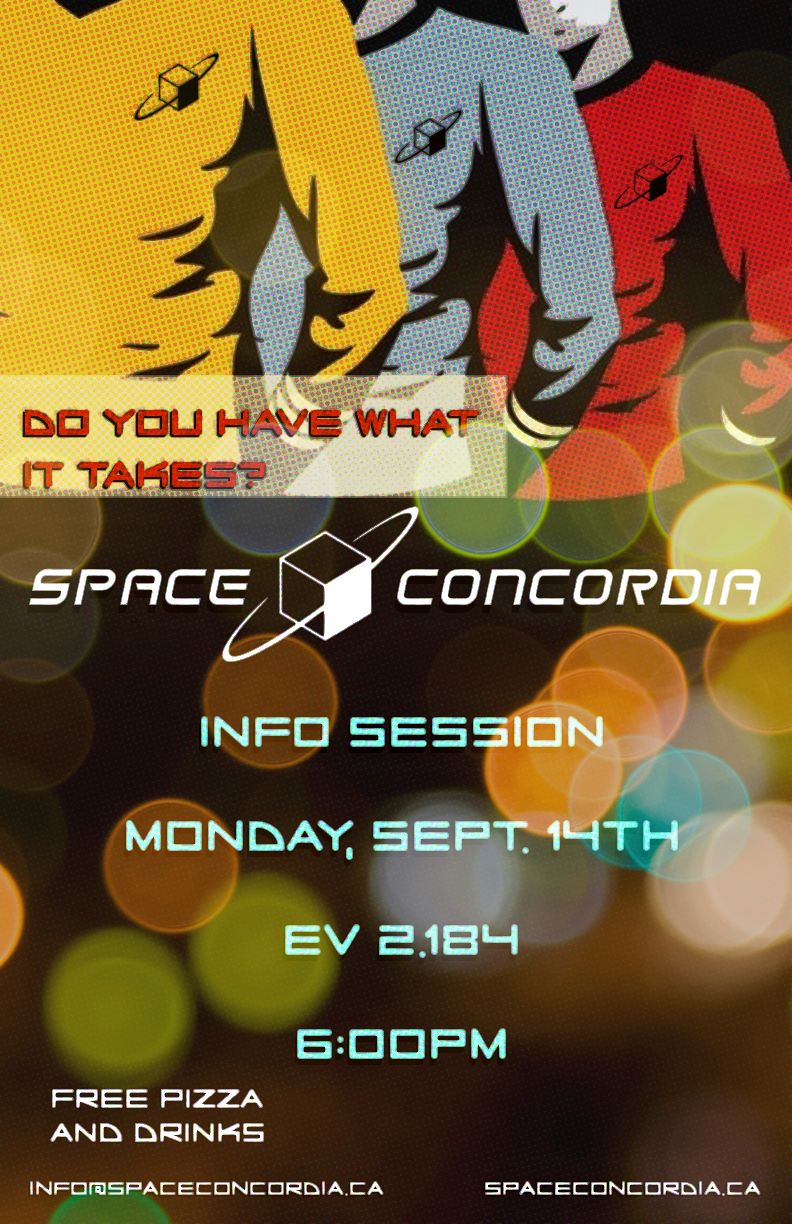 DO YOU HAVE WHAT
IT TAKES?
SPACE CONCORDIA
INFO SESSION
MONDAY, SEPT. 14TH
EV 2.184
6:00PM
FREE PIZZA
AND DRINKS
INFO@SPACECONCORDIA.CA SPACECONCORDIA.CA